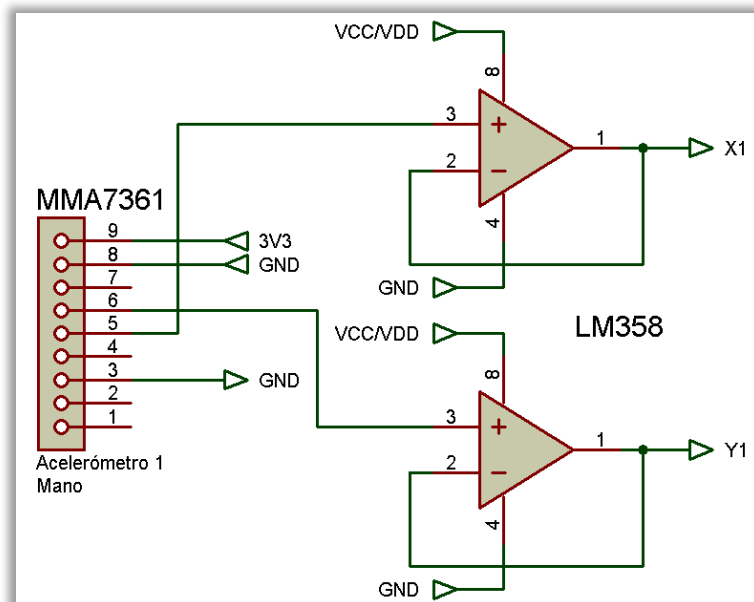 VCC/VDD
8
3
+
1
X1
2
−
4
GND
MMA7361
9
3V3
8
GND
7
6
5
4
3
GND
2
1
Acelerómetro 1
Mano
LM358
VCC/VDD
8
3
+
1
Y1
2
−
4
GND